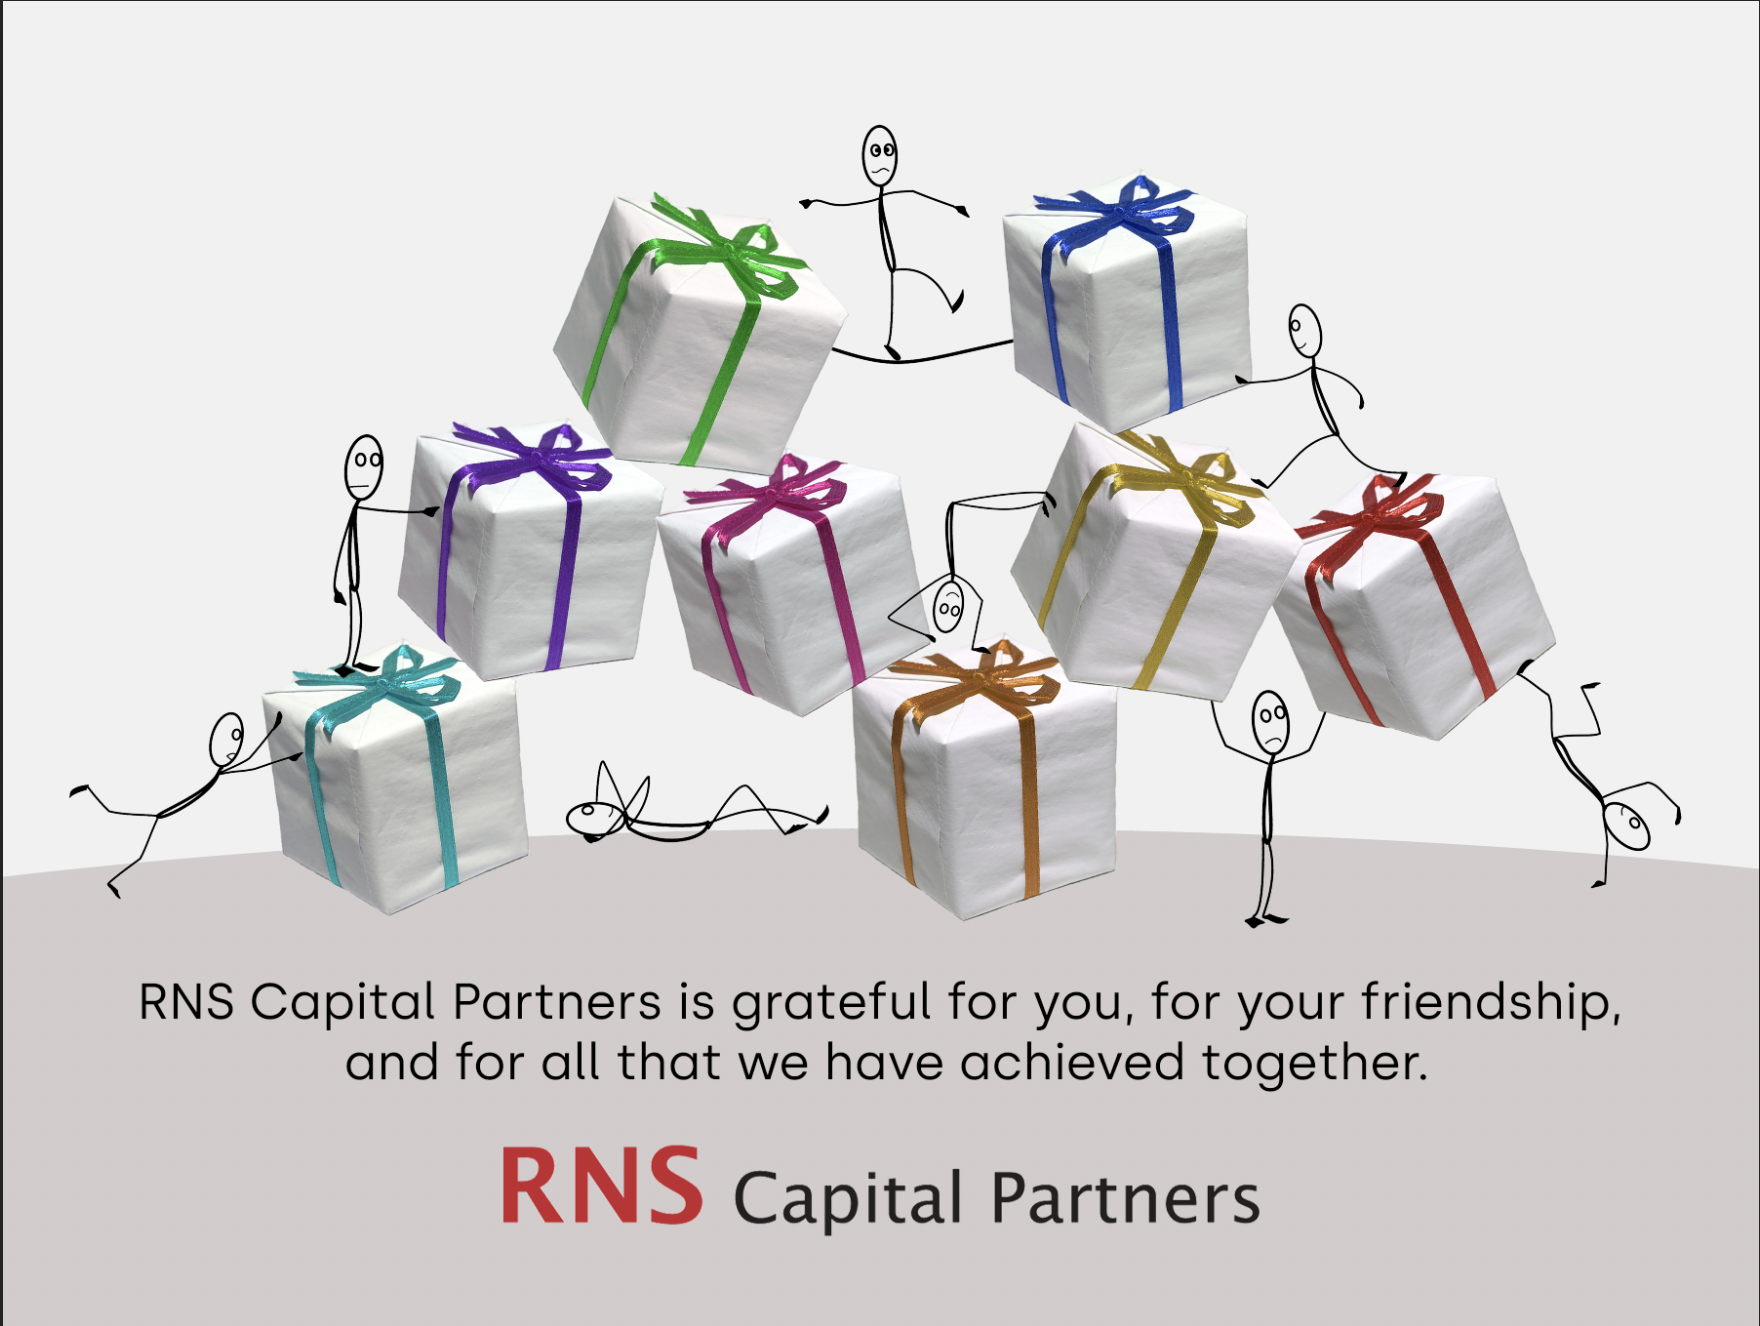 RNS Capital Partners is grateful for you, for your friendship,
and for all that we have achieved together.
RNS Capital Partners